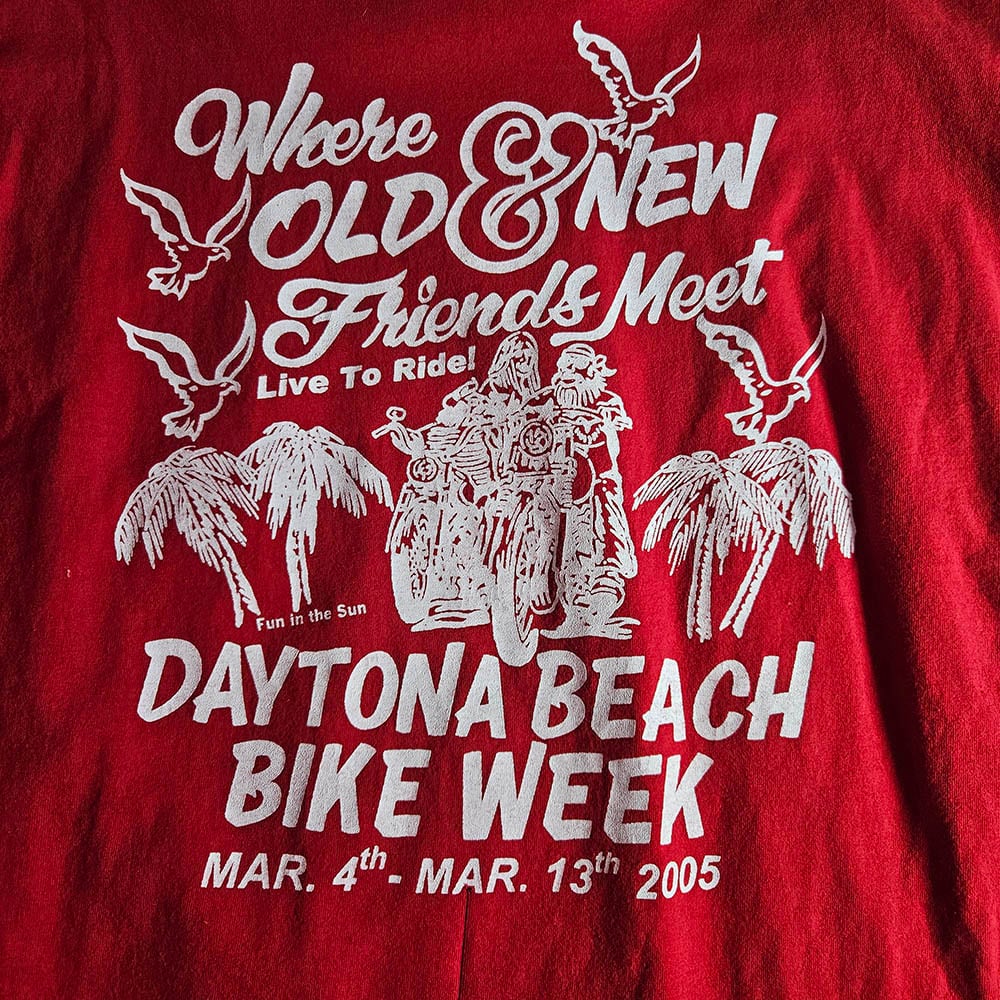 Where
OLD & NEW
Friends Meet
Live To Ride!
Fun in the Sun
DAYTONA BEACH
BIKE WEEK
MAR. 4th - MAR. 13th 2005